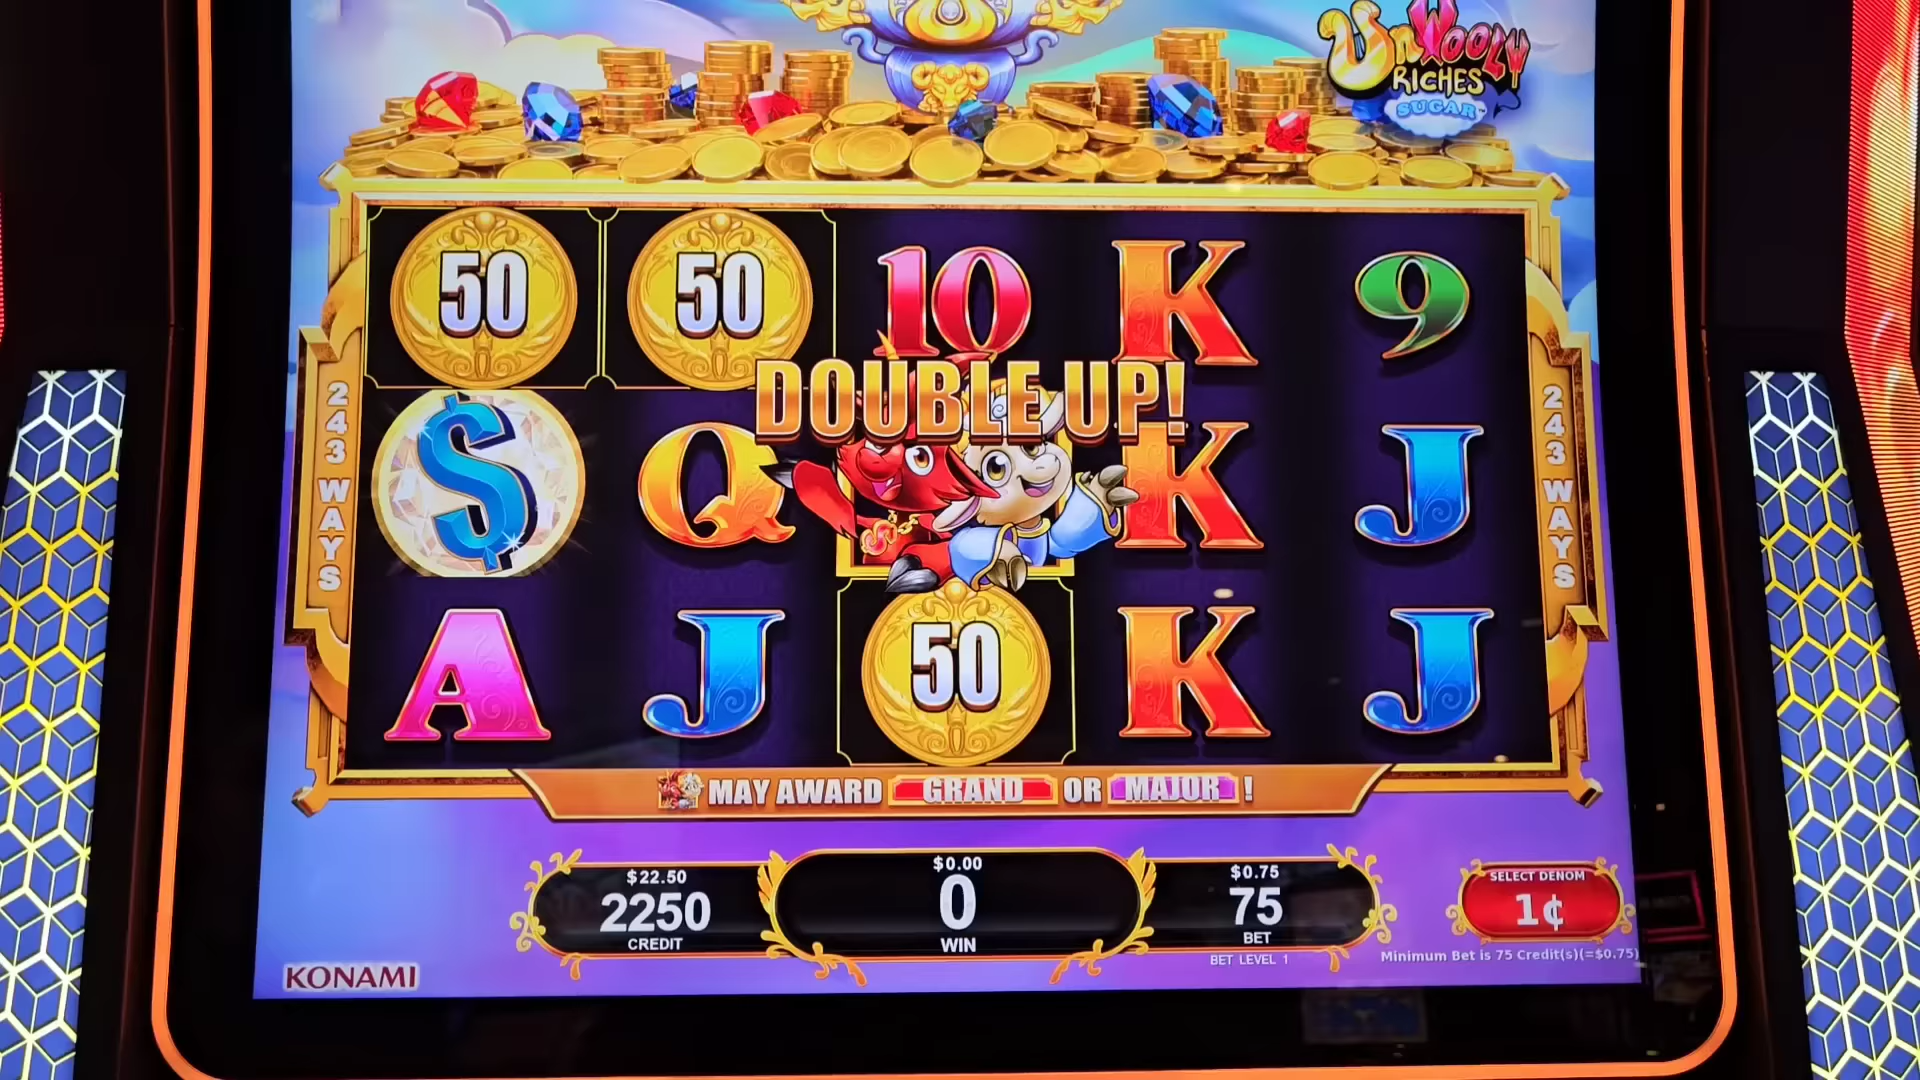 UnWooly
RICHES
SUGAR
50 50 10 K 9
DOUBLE UP!
243 WAYS
$ Q K J
243 WAYS
A J 50 K J
MAY AWARD GRAND OR MAJOR !
$22.50
2250
CREDIT
$0.00
0
WIN
$0.75
75
BET
BET LEVEL 1
SELECT DENOM
1¢
Minimum Bet is 75 Credit(s)(=$0.75)
KONAMI